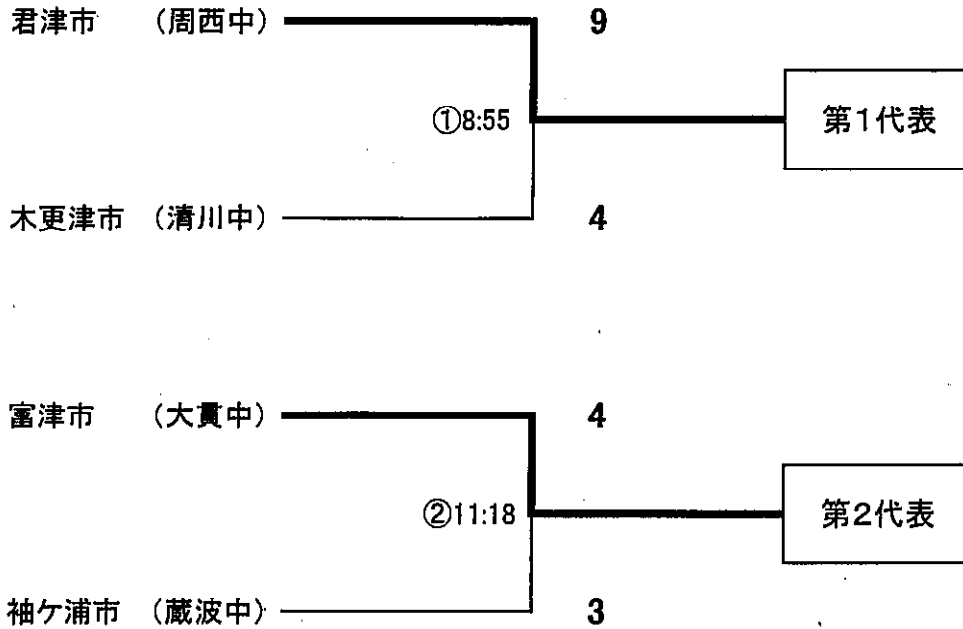 君津市 (周西中) 9
①8:55 第1代表
木更津市 (清川中) 4
富津市 (大貫中) 4
②11:18 第2代表
袖ケ浦市 (蔵波中) 3